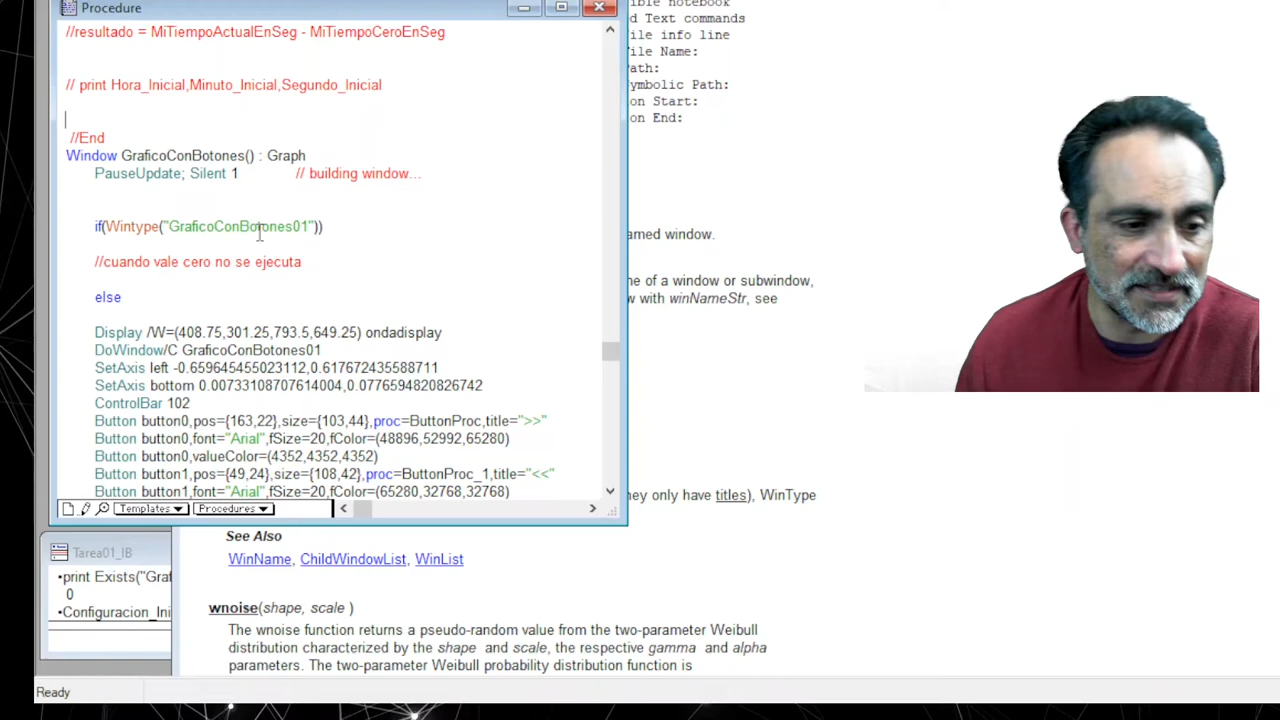 Procedure
//resultado = MiTiempoActualEnSeg - MiTiempoCeroEnSeg
// print Hora_Inicial,Minuto_Inicial,Segundo_Inicial
//End
Window GraficoConBotones() : Graph
PauseUpdate; Silent 1 // building window...
if(Wintype("GraficoConBotones01"))
//cuando vale cero no se ejecuta
else
Display /W=(408.75,301.25,793.5,649.25) ondadisplay
DoWindow/C GraficoConBotones01
SetAxis left -0.659645455023112,0.617672435588711
SetAxis bottom 0.00733108707614004,0.0776594820826742
ControlBar 102
Button button0,pos={163,22},size={103,44},proc=ButtonProc,title=">>"
Button button0,font="Arial",fSize=20,fColor=(48896,52992,65280)
Button button0,valueColor=(4352,4352,4352)
Button button1,pos={49,24},size={108,42},proc=ButtonProc_1,title="<<"
Button button1,font="Arial",fSize=20,fColor=(65280,32768,32768)
Templates Procedures
ible notebook
d Text commands
ile info line
ile Name:
ath:
ymbolic Path:
on Start:
on End:
amed window.
ne of a window or subwindow,
w with winNameStr, see
hey only have titles), WinType
See Also
WinName, ChildWindowList, WinList
wnoise(shape, scale )
The wnoise function returns a pseudo-random value from the two-parameter Weibull
distribution characterized by the shape and scale, the respective gamma and alpha
parameters. The two-parameter Weibull probability distribution function is
Tarea01_IB
•print Exists("Graf
0
•Configuracion_Ini
Ready